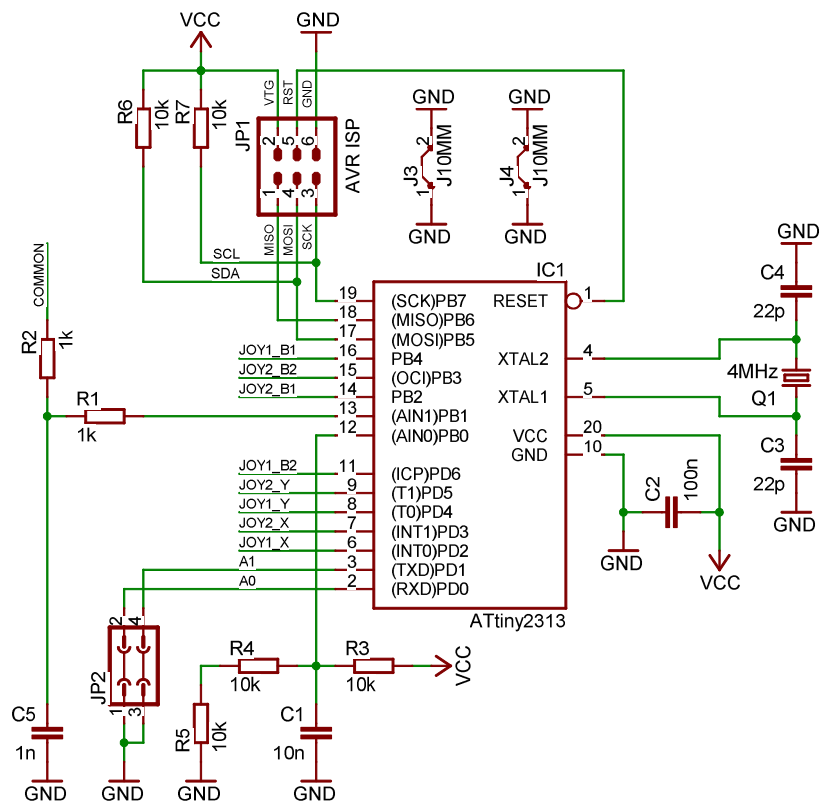 VCC
GND
R6
10k
R7
10k
VTG
RST
GND
JP1
2
5
6
1
4
3
AVR ISP
MISO
MOSI
SCK
SCL
SDA
GND
J3
2
1
J10MM
GND
GND
J4
2
1
J10MM
GND
COMMON
R2
1k
R1
1k
IC1
19 (SCK)PB7
18 (MISO)PB6
17 (MOSI)PB5
JOY1_B1 16 PB4
JOY2_B2 15 (OCI)PB3
JOY2_B1 14 PB2
13 (AIN1)PB1
12 (AIN0)PB0
JOY1_B2 11 (ICP)PD6
JOY2_Y 9 (T1)PD5
JOY1_Y 8 (T0)PD4
JOY2_X 7 (INT1)PD3
JOY1_X 6 (INT0)PD2
A1 3 (TXD)PD1
A0 2 (RXD)PD0
RESET 1
XTAL2 4
XTAL1 5
VCC 20
GND 10
ATtiny2313
GND
C4
22p
4MHz
Q1
C3
22p
GND
C2
100n
GND
VCC
JP2
2
4
1
3
GND
R4
10k
R3
10k
VCC
R5
10k
GND
C1
10n
GND
C5
1n
GND